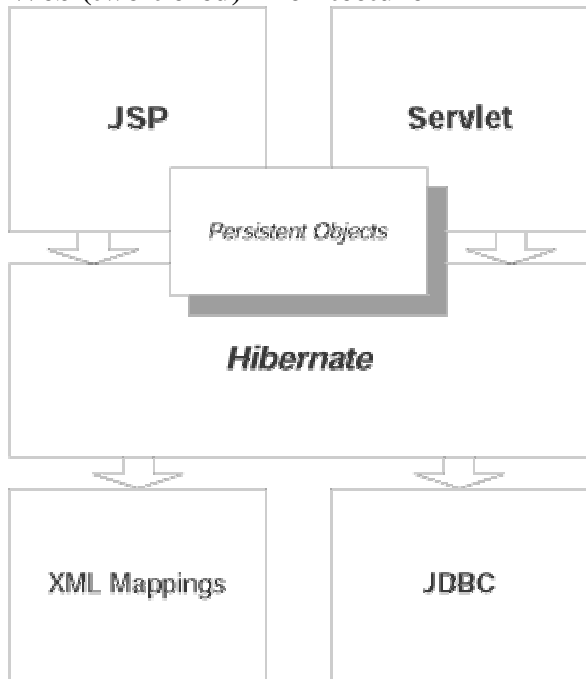 JSP
Servlet
Persistent Objects
Hibernate
XML Mappings
JDBC